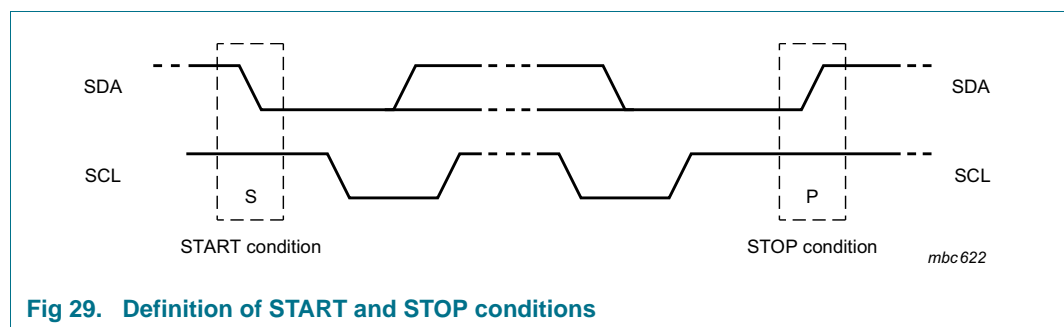 SDA
SDA
SCL
SCL
S
P
START condition
STOP condition
mbc622
Fig 29. Definition of START and STOP conditions